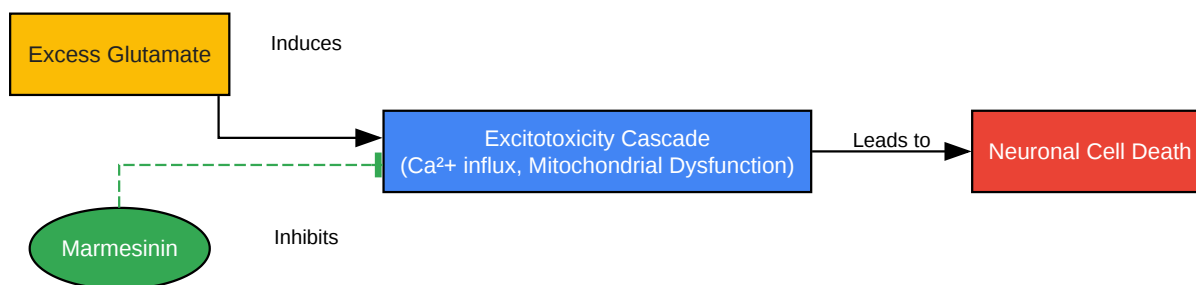 Excess Glutamate
Induces
Excitotoxicity Cascade
(Ca²+ influx, Mitochondrial Dysfunction)
Leads to
Neuronal Cell Death
Marmesinin
Inhibits